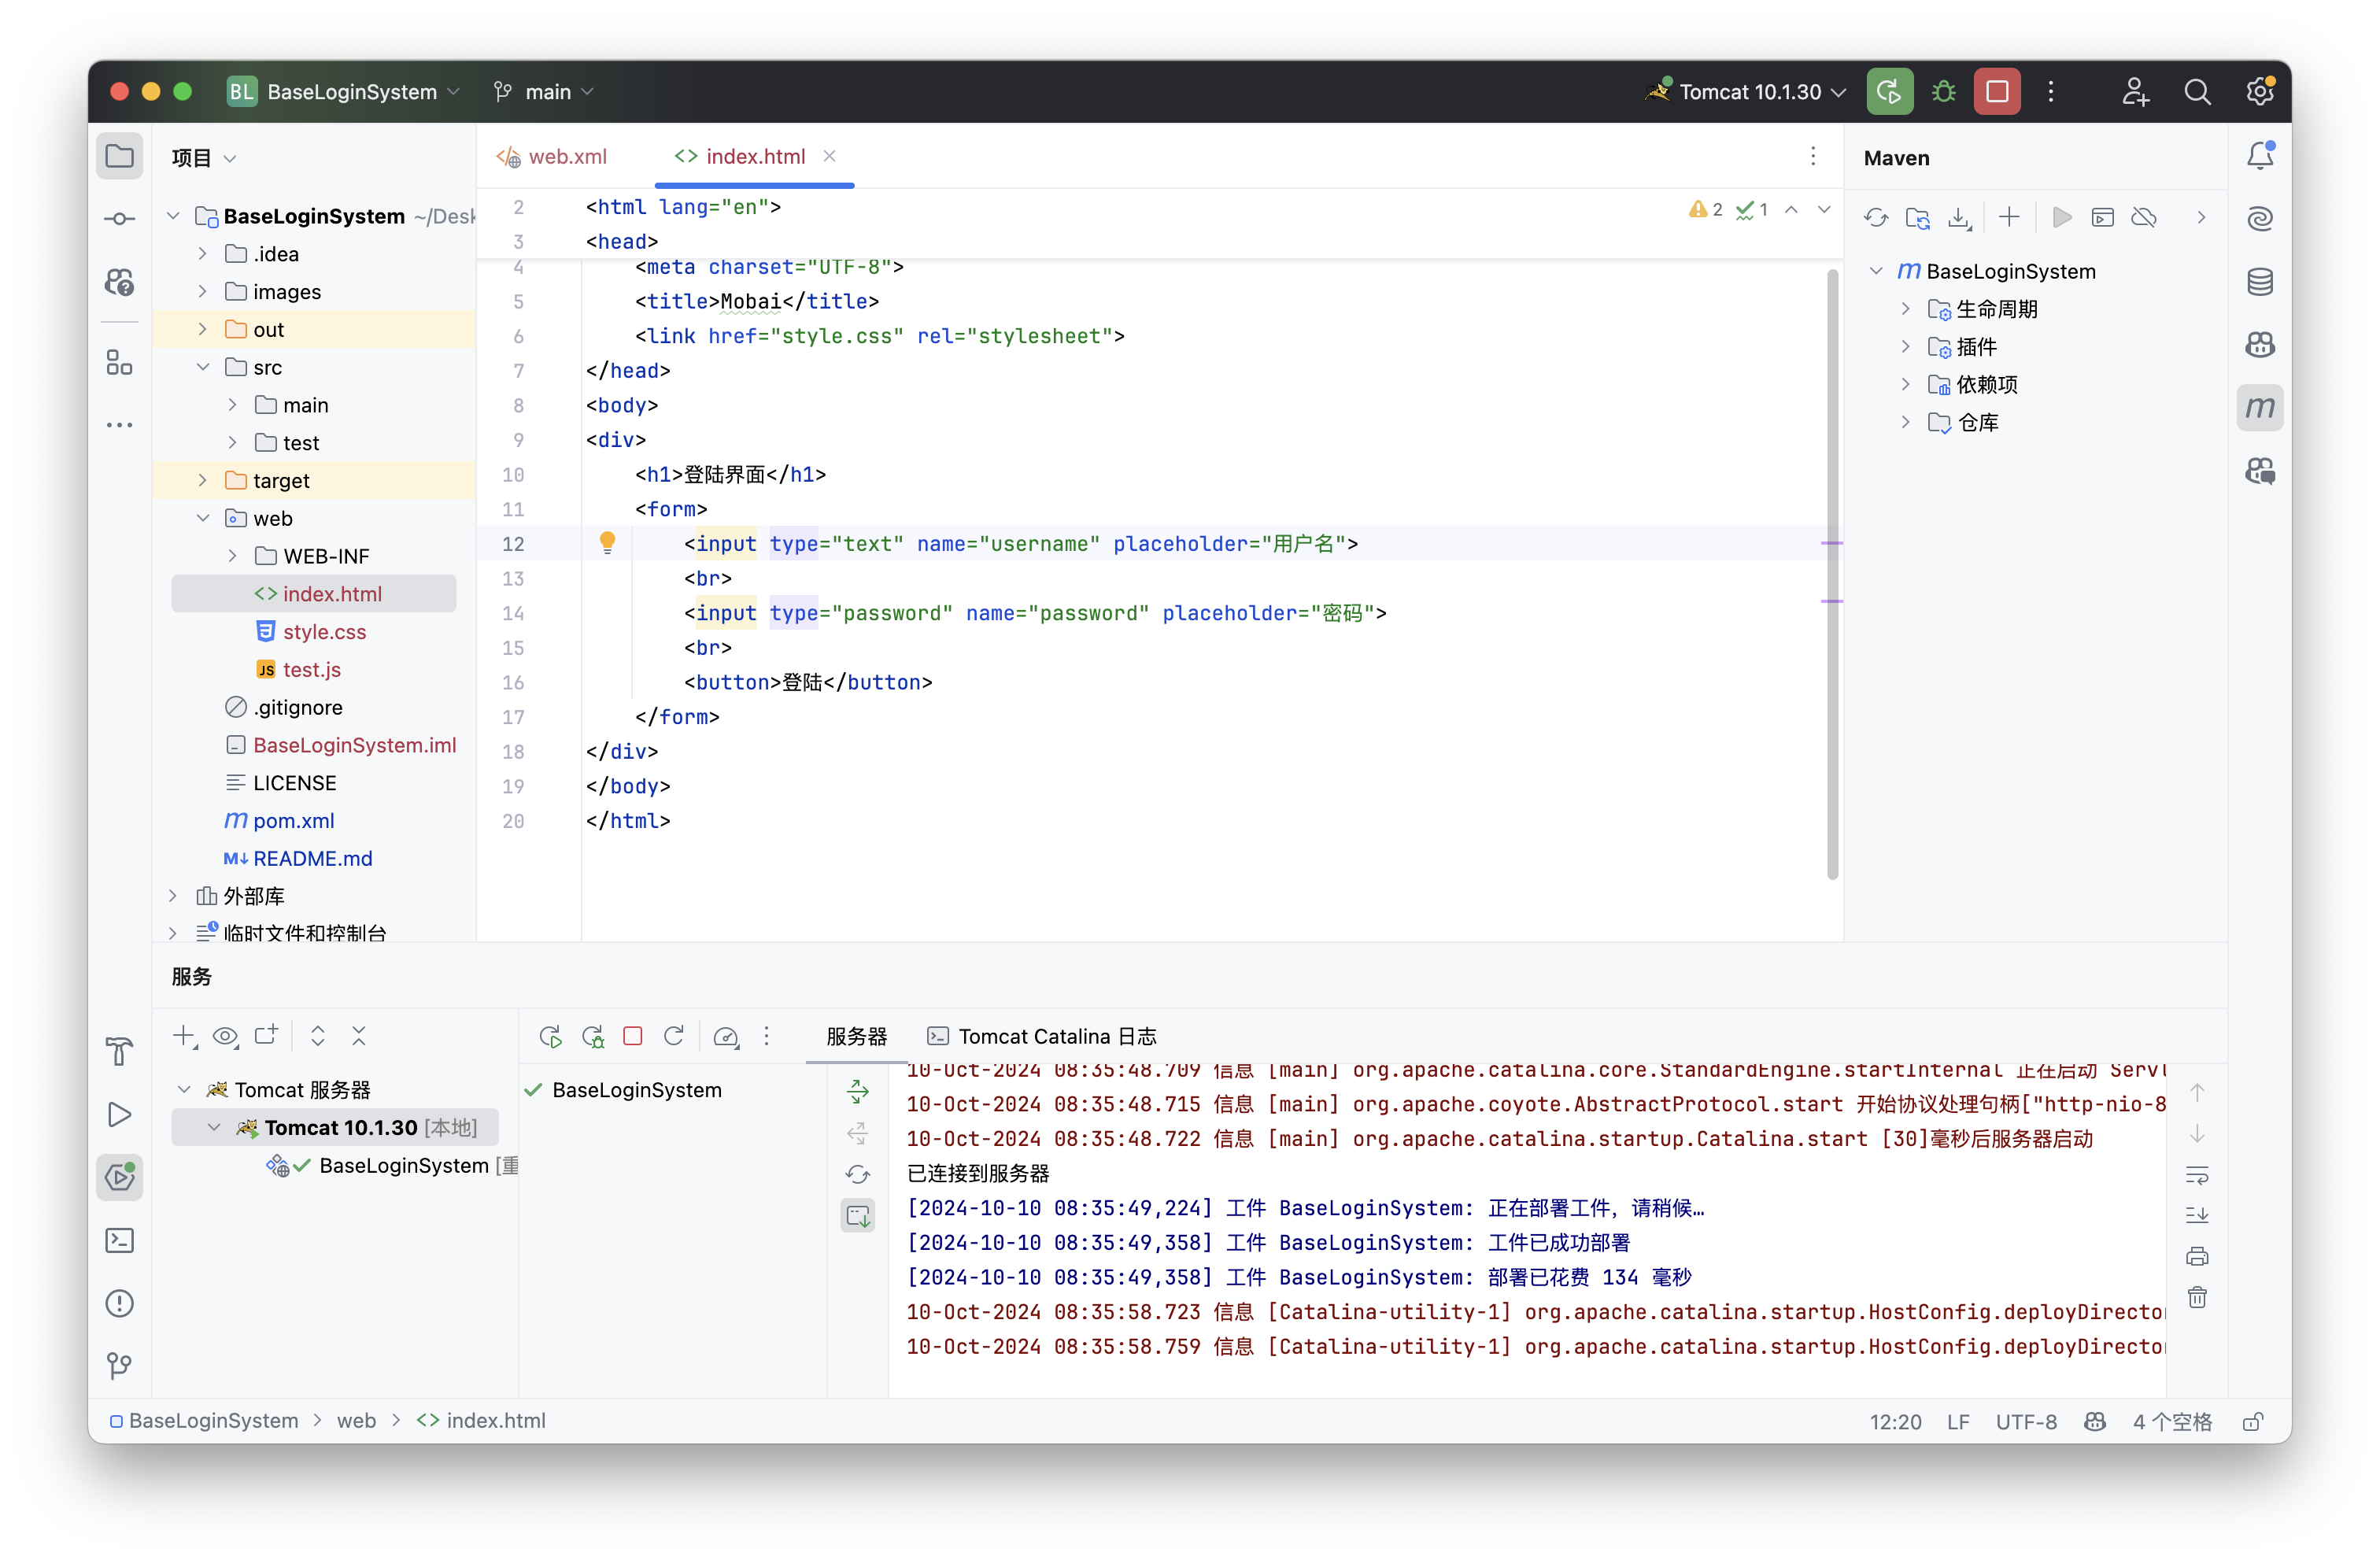 BL BaseLoginSystem main Tomcat 10.1.30
项目
BaseLoginSystem ~/Desk
.idea
images
out
src
main
test
target
web
WEB-INF
index.html
style.css
JS test.js
.gitignore
BaseLoginSystem.iml
LICENSE
m pom.xml
M↓ README.md
外部库
临时文件和控制台
web.xml index.html
2 <html lang="en">
3 <head>
4 <meta charset="UTF-8">
5 <title>Mobai</title>
6 <link href="style.css" rel="stylesheet">
7 </head>
8 <body>
9 <div>
10 <h1>登陆界面</h1>
11 <form>
12 <input type="text" name="username" placeholder="用户名">
13 <br>
14 <input type="password" name="password" placeholder="密码">
15 <br>
16 <button>登陆</button>
17 </form>
18 </div>
19 </body>
20 </html>
2 1
Maven
m BaseLoginSystem
生命周期
插件
依赖项
仓库
m
服务
Tomcat 服务器
Tomcat 10.1.30 [本地]
BaseLoginSystem [重
BaseLoginSystem
服务器 Tomcat Catalina 日志
10-Oct-2024 08:35:48.709 信息 [main] org.apache.catalina.core.StandardEngine.startInternal 正在启动 Servl
10-Oct-2024 08:35:48.715 信息 [main] org.apache.coyote.AbstractProtocol.start 开始协议处理句柄["http-nio-8
10-Oct-2024 08:35:48.722 信息 [main] org.apache.catalina.startup.Catalina.start [30]毫秒后服务器启动
已连接到服务器
[2024-10-10 08:35:49,224] 工件 BaseLoginSystem: 正在部署工件，请稍候…
[2024-10-10 08:35:49,358] 工件 BaseLoginSystem: 工件已成功部署
[2024-10-10 08:35:49,358] 工件 BaseLoginSystem: 部署已花费 134 毫秒
10-Oct-2024 08:35:58.723 信息 [Catalina-utility-1] org.apache.catalina.startup.HostConfig.deployDirector
10-Oct-2024 08:35:58.759 信息 [Catalina-utility-1] org.apache.catalina.startup.HostConfig.deployDirector
BaseLoginSystem > web > index.html
12:20 LF UTF-8 4 个空格